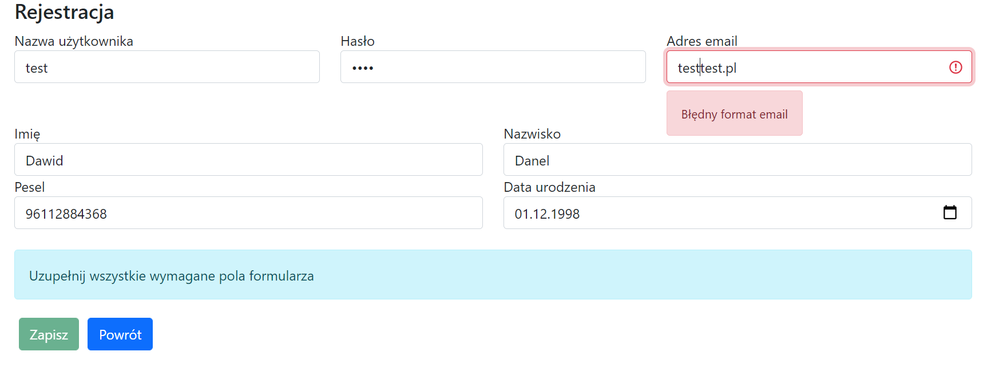 Rejestracja
Nazwa użytkownika
Hasło
Adres email
test
••••
testtest.pl
Błędny format email
Imię
Nazwisko
Dawid
Danel
Pesel
Data urodzenia
96112884368
01.12.1998
Uzupełnij wszystkie wymagane pola formularza
Zapisz
Powrót